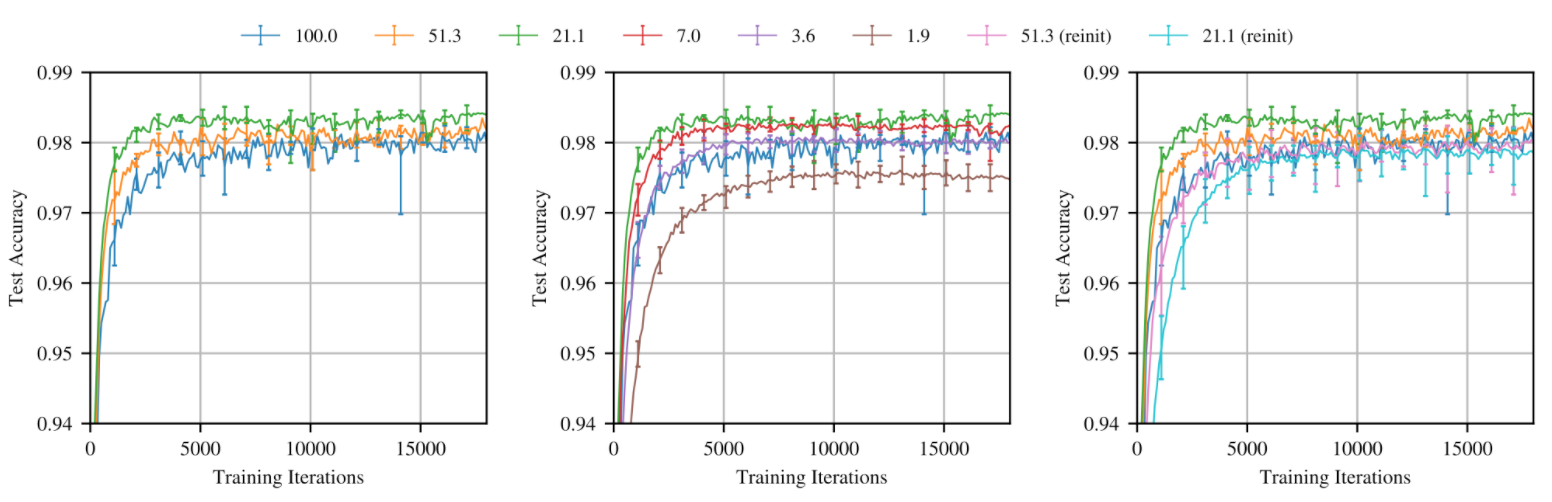 100.0 51.3 21.1 7.0 3.6 1.9 51.3 (reinit) 21.1 (reinit)
0.99
0.98
0.97
0.96
0.95
0.94
Test Accuracy
0 5000 10000 15000
Training Iterations
0.99
0.98
0.97
0.96
0.95
0.94
Test Accuracy
0 5000 10000 15000
Training Iterations
0.99
0.98
0.97
0.96
0.95
0.94
Test Accuracy
0 5000 10000 15000
Training Iterations